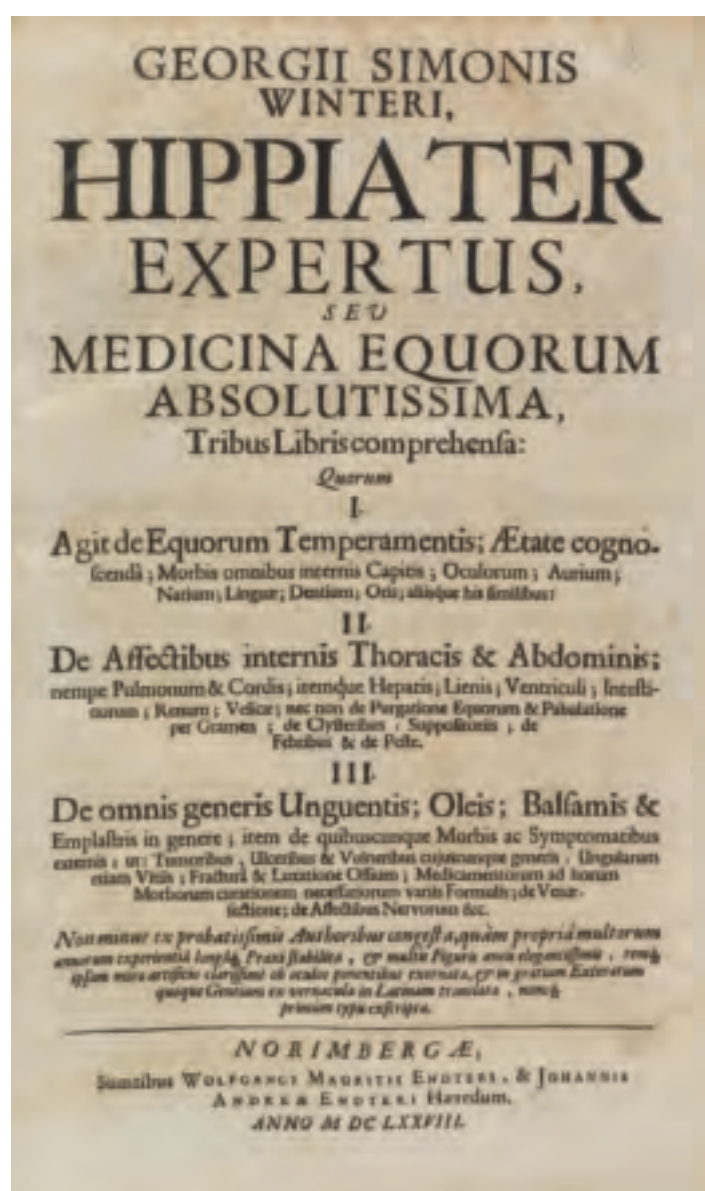 GEORGII SIMONIS
WINTERI,
HIPPIATER
EXPERTUS,
SEU
MEDICINA EQUORUM
ABSOLUTISSIMA,
Tribus Libris comprehenſa:
Quorum
I.
Agit de Equorum Temperamentis; Ætate cogno-
ſcendâ; Morbis omnibus internis Capitis; Oculorum; Aurium;
Narium; Linguæ; Dentium; Oris; aliisque his ſimilibus:
II.
De Affectibus internis Thoracis & Abdominis;
nempe Pulmonum & Cordis; itemque Hepatis; Lienis; Ventriculi; Inteſti-
norum; Renum; Veſicæ; nec non de Purgatione Equorum & Pabulatione
per Gramen; de Clyſteribus, Suppoſitoriis; de
Febribus & de Peſte.
III.
De omnis generis Unguentis; Oleis; Balſamis &
Emplaſtris in genere; item de quibuscunque Morbis ac Symptomatibus
externis, ut: Tumoribus, Ulceribus & Vulneribus cujuscunque generis, Ungularum
etiam Vitiis; Fracturâ & Luxatione Oſſium; Medicamentorum ad horum
Morborum curationem neceſſariorum variis Formulis; de Venæ-
ſectione; de Affectibus Nervorum &c.
Non minus ex probatiſſimis Authoribus congeſta, quàm propriâ multorum
annorum experientiâ longâq; Praxi ſtabilita, & multis Figuris æneis elegantiſſimis, remq;
ipſam miro artificio clariſſimè ob oculos ponentibus exornata, & in gratiam Exterarum
quoque Gentium ex vernacula in Latinam translata, nuncq;
primùm typis exſcripta.
NORIMBERGÆ,
Sumtibus WOLFGANGI MAURITII ENDTERI, & JOHANNIS
ANDREÆ ENDTERI Hæredum.
ANNO M DC LXXVIII.